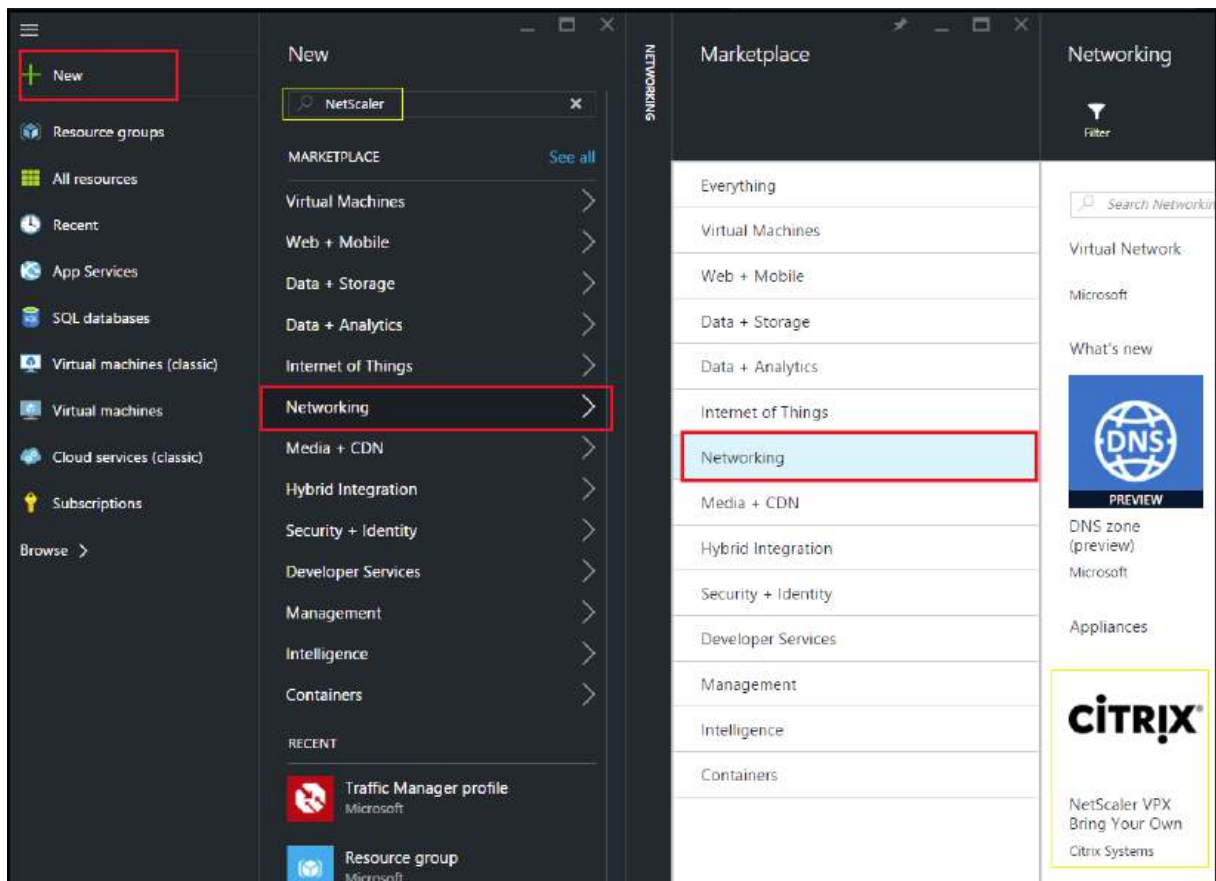 New
Resource groups
All resources
Recent
App Services
SQL databases
Virtual machines (classic)
Virtual machines
Cloud services (classic)
Subscriptions
Browse >
New
NetScaler
MARKETPLACE See all
Virtual Machines
Web + Mobile
Data + Storage
Data + Analytics
Internet of Things
Networking
Media + CDN
Hybrid Integration
Security + Identity
Developer Services
Management
Intelligence
Containers
RECENT
Traffic Manager profile
Microsoft
Resource group
Microsoft
NETWORKING
Marketplace
Everything
Virtual Machines
Web + Mobile
Data + Storage
Data + Analytics
Internet of Things
Networking
Media + CDN
Hybrid Integration
Security + Identity
Developer Services
Management
Intelligence
Containers
Networking
Filter
Search Networkin
Virtual Network
Microsoft
What's new
DNS
PREVIEW
DNS zone
(preview)
Microsoft
Appliances
CITRIX®
NetScaler VPX
Bring Your Own
Citrix Systems